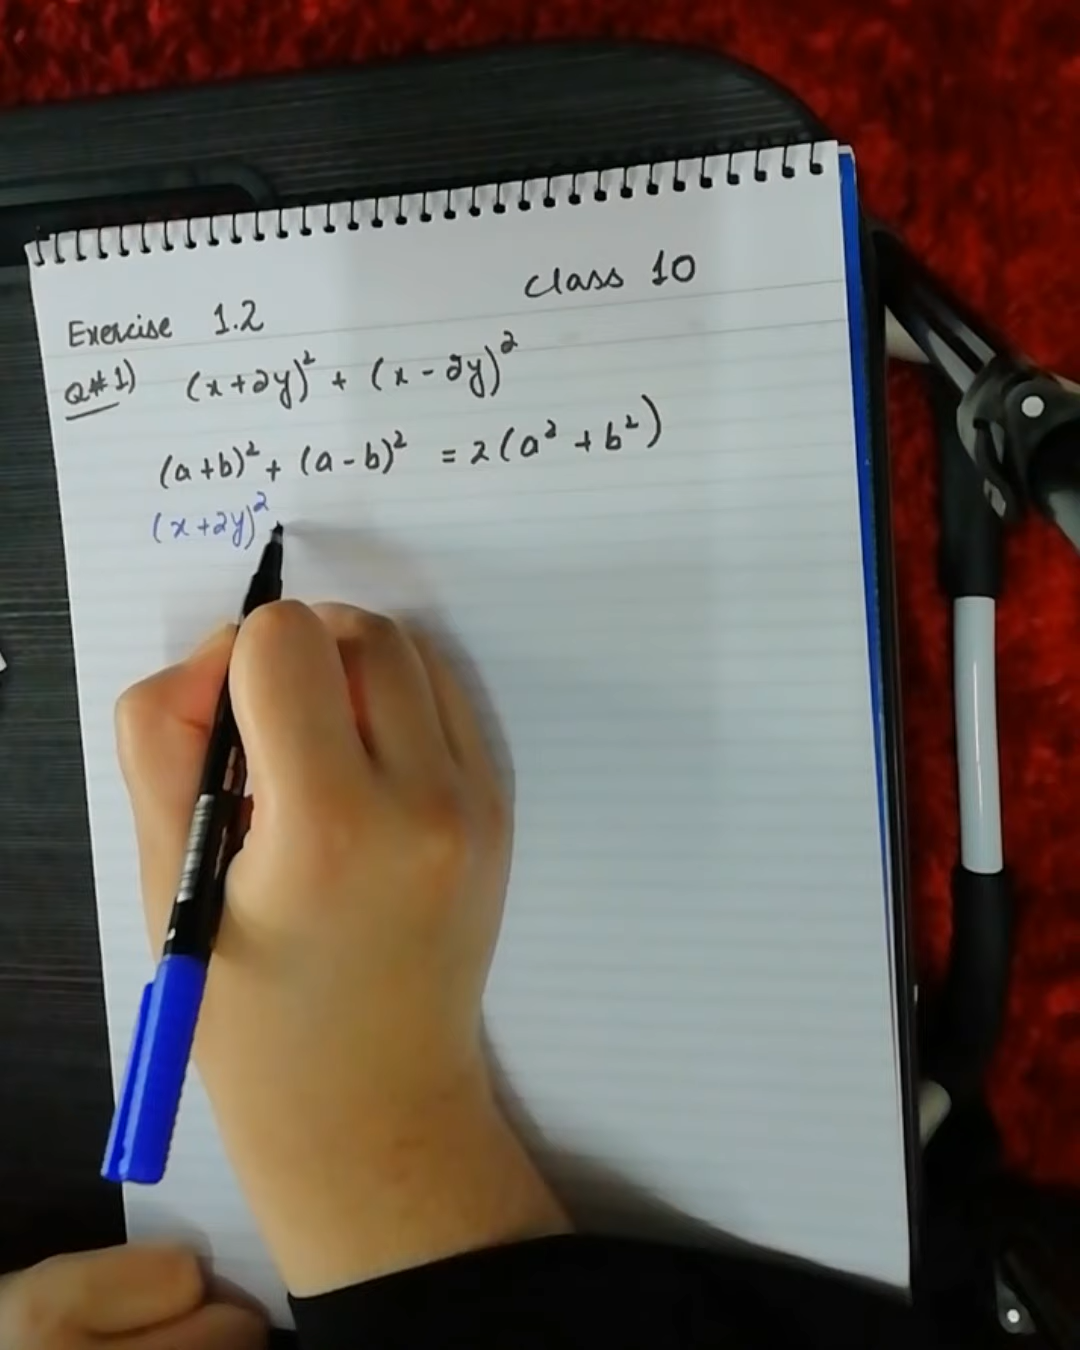 class 10
Exercise 1.2
Q#1) (x+2y)² + (x-2y)²
(a+b)² + (a-b)² = 2(a² + b²)
(x+2y)²